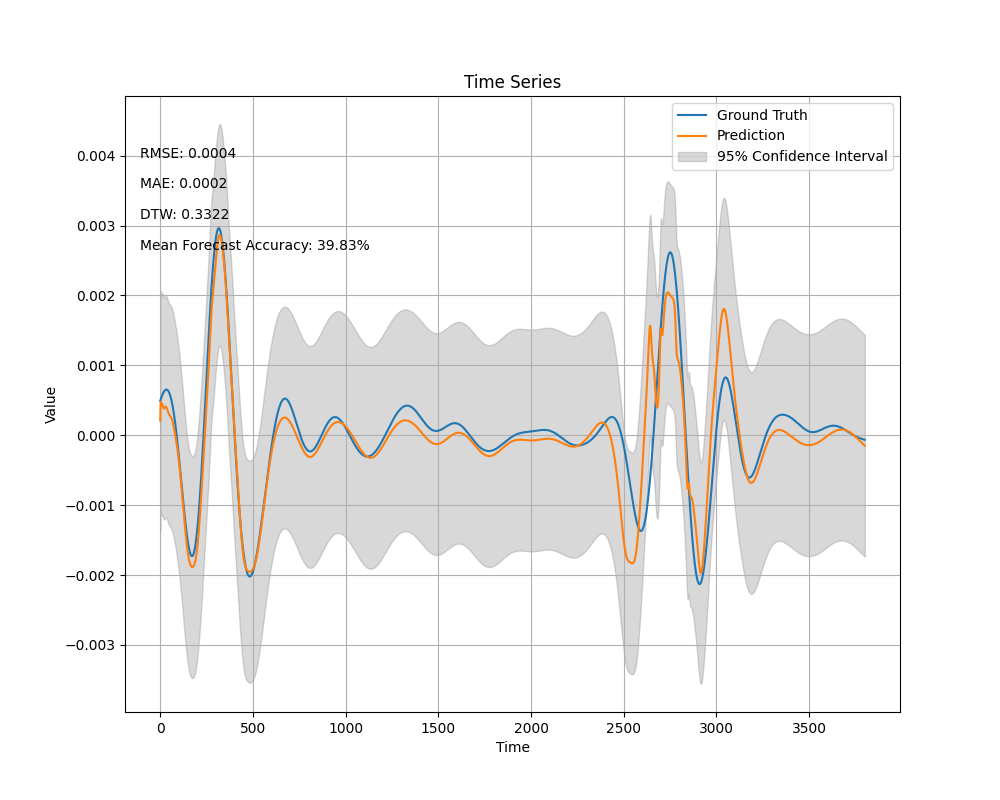 Time Series
Ground Truth
Prediction
95% Confidence Interval
RMSE: 0.0004
MAE: 0.0002
DTW: 0.3322
Mean Forecast Accuracy: 39.83%
Value
0.004
0.003
0.002
0.001
0.000
−0.001
−0.002
−0.003
0 500 1000 1500 2000 2500 3000 3500
Time